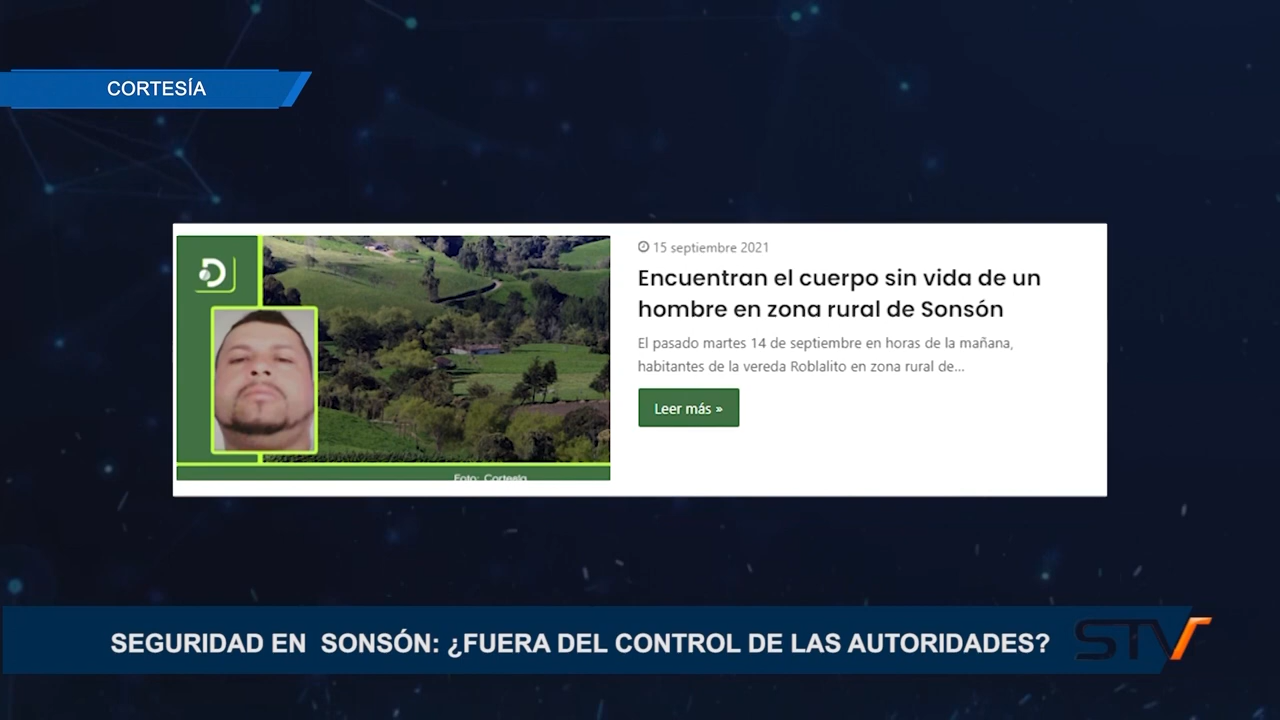 CORTESÍA
15 septiembre 2021
Encuentran el cuerpo sin vida de un
hombre en zona rural de Sonsón
El pasado martes 14 de septiembre en horas de la mañana,
habitantes de la vereda Roblalito en zona rural de...
Leer más »
Foto: Cortesía
SEGURIDAD EN SONSÓN: ¿FUERA DEL CONTROL DE LAS AUTORIDADES?
STV